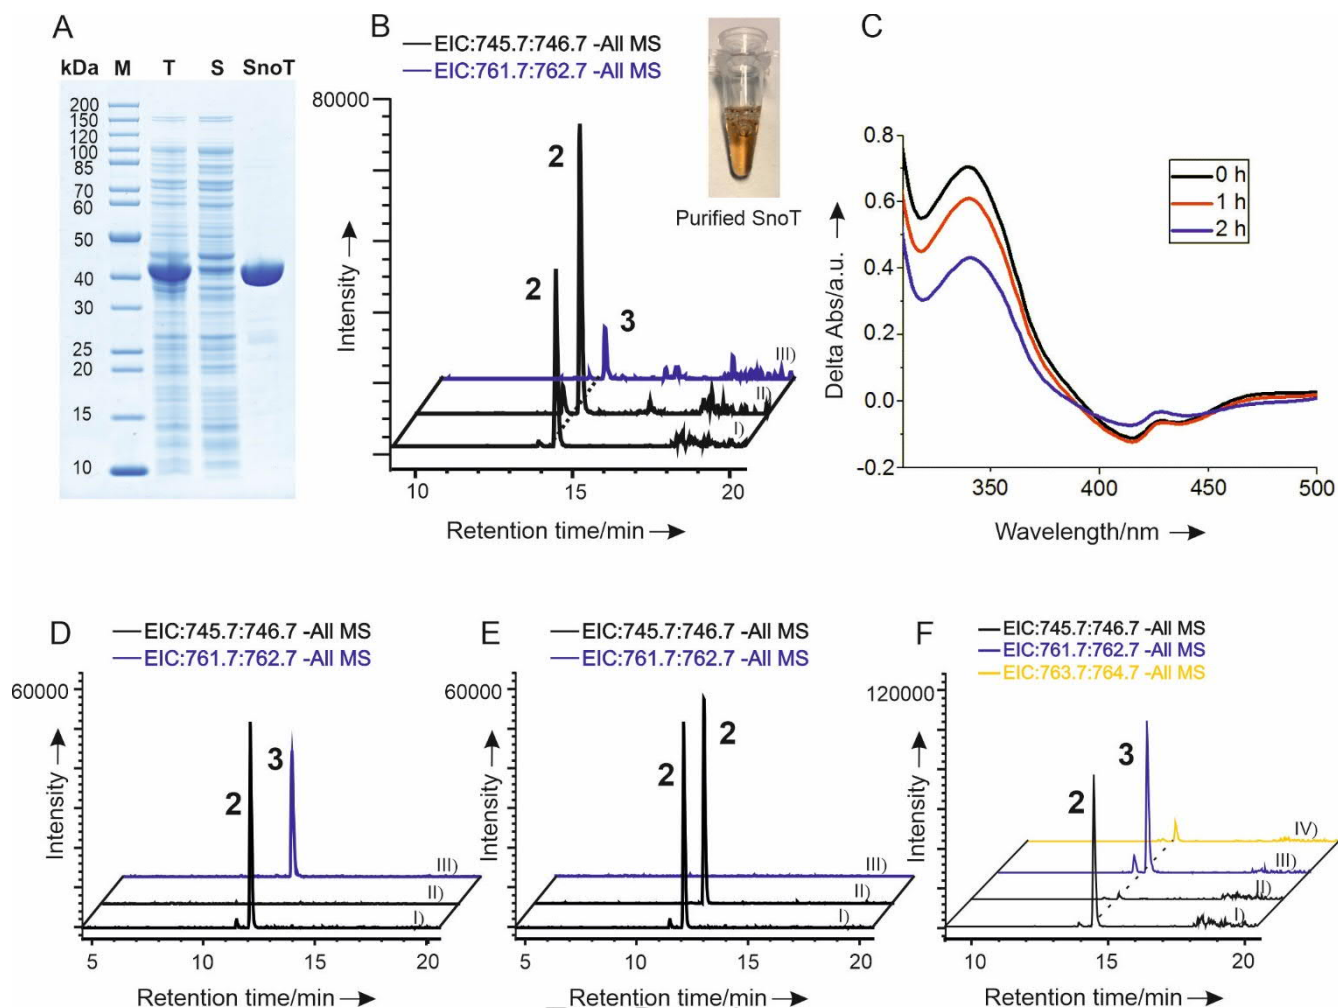 A
kDa M T S SnoT
200
150
120
100
85
70
60
50
40
30
25
20
15
10
B
EIC:745.7:746.7 -All MS
EIC:761.7:762.7 -All MS
80000
Intensity
2
2
3
III)
II)
I)
10 15 20
Retention time/min
Purified SnoT
C
0.8
0.6
0.4
0.2
0.0
-0.2
Delta Abs/a.u.
0 h
1 h
2 h
350 400 450 500
Wavelength/nm
D
EIC:745.7:746.7 -All MS
EIC:761.7:762.7 -All MS
60000
Intensity
2
3
III)
II)
I)
5 10 15 20
Retention time/min
E
EIC:745.7:746.7 -All MS
EIC:761.7:762.7 -All MS
60000
Intensity
2
2
III)
II)
I)
5 10 15 20
Retention time/min
F
EIC:745.7:746.7 -All MS
EIC:761.7:762.7 -All MS
EIC:763.7:764.7 -All MS
120000
Intensity
2
3
IV)
III)
II)
I)
10 15 20
Retention time/min